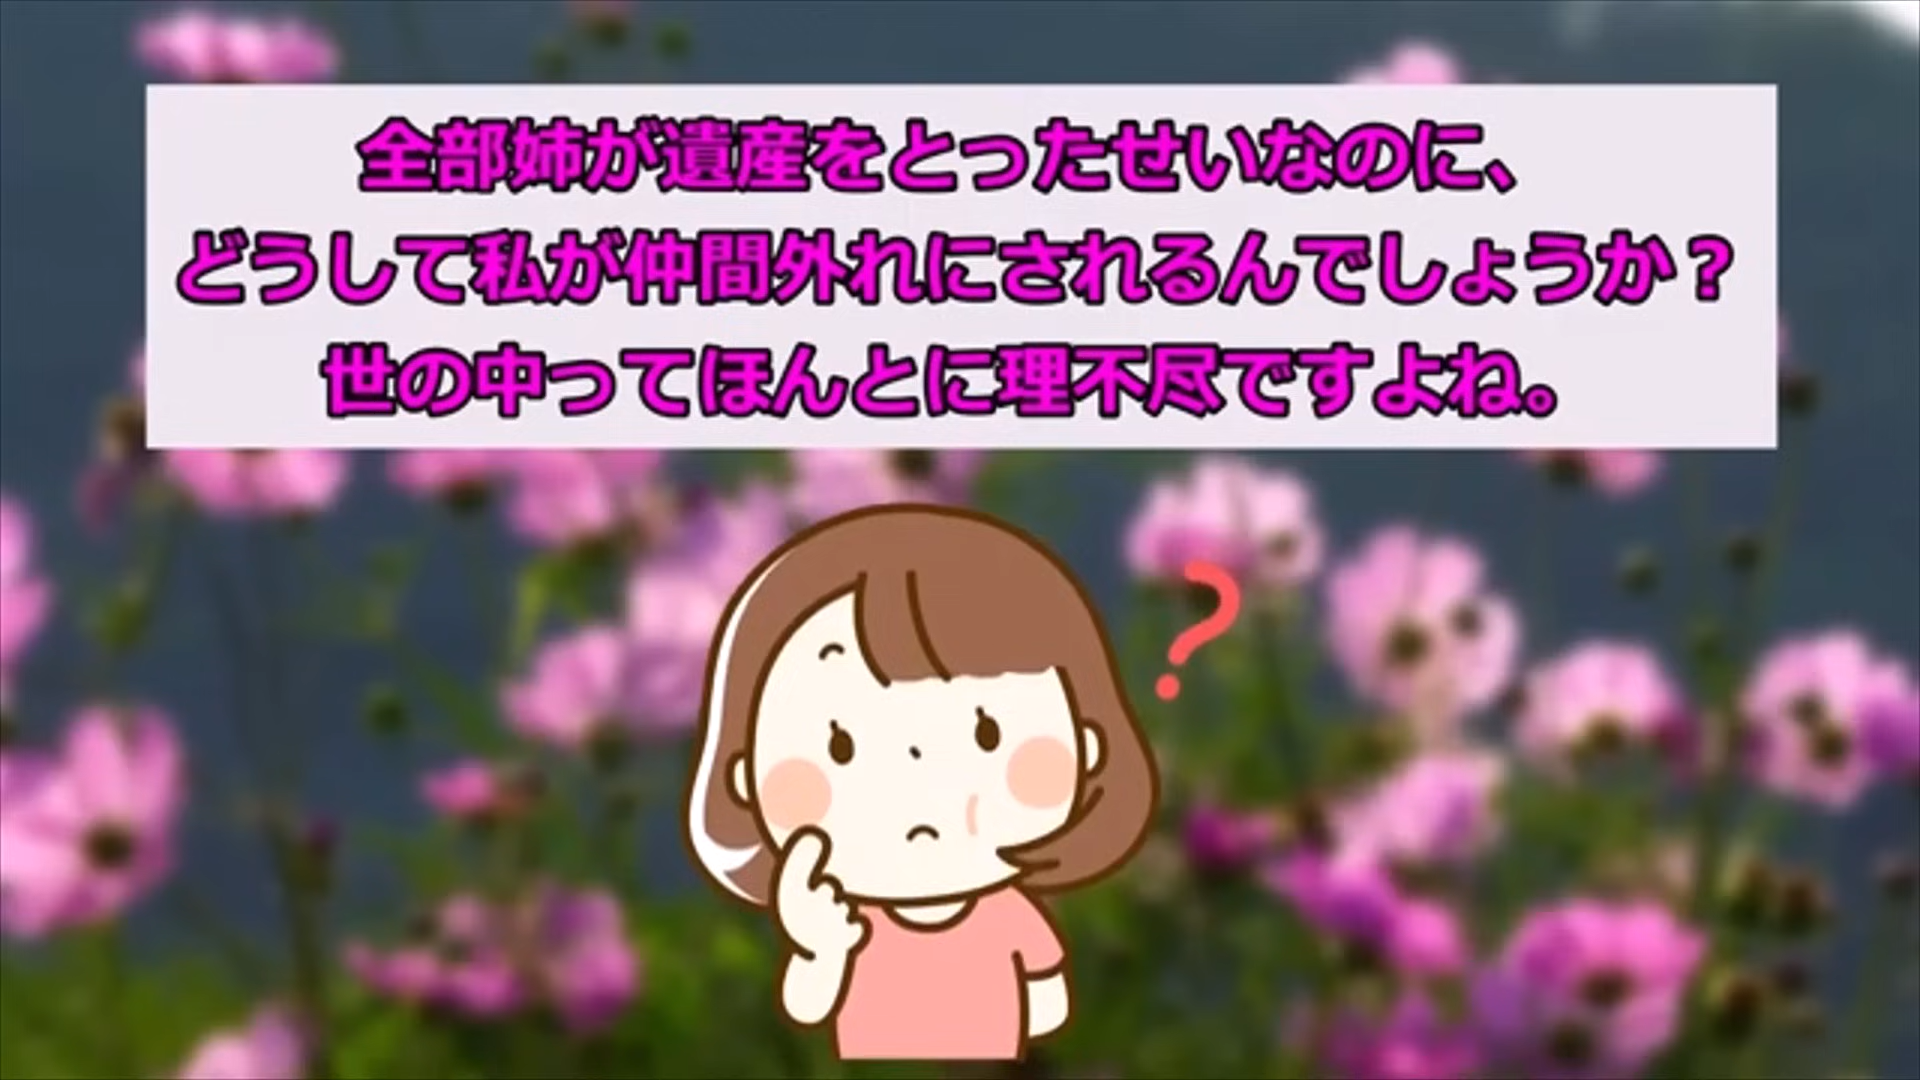 全部姉が遺産をとったせいなのに、
どうして私が仲間外れにされるんでしょうか？
世の中ってほんとに理不尽ですよね。
?